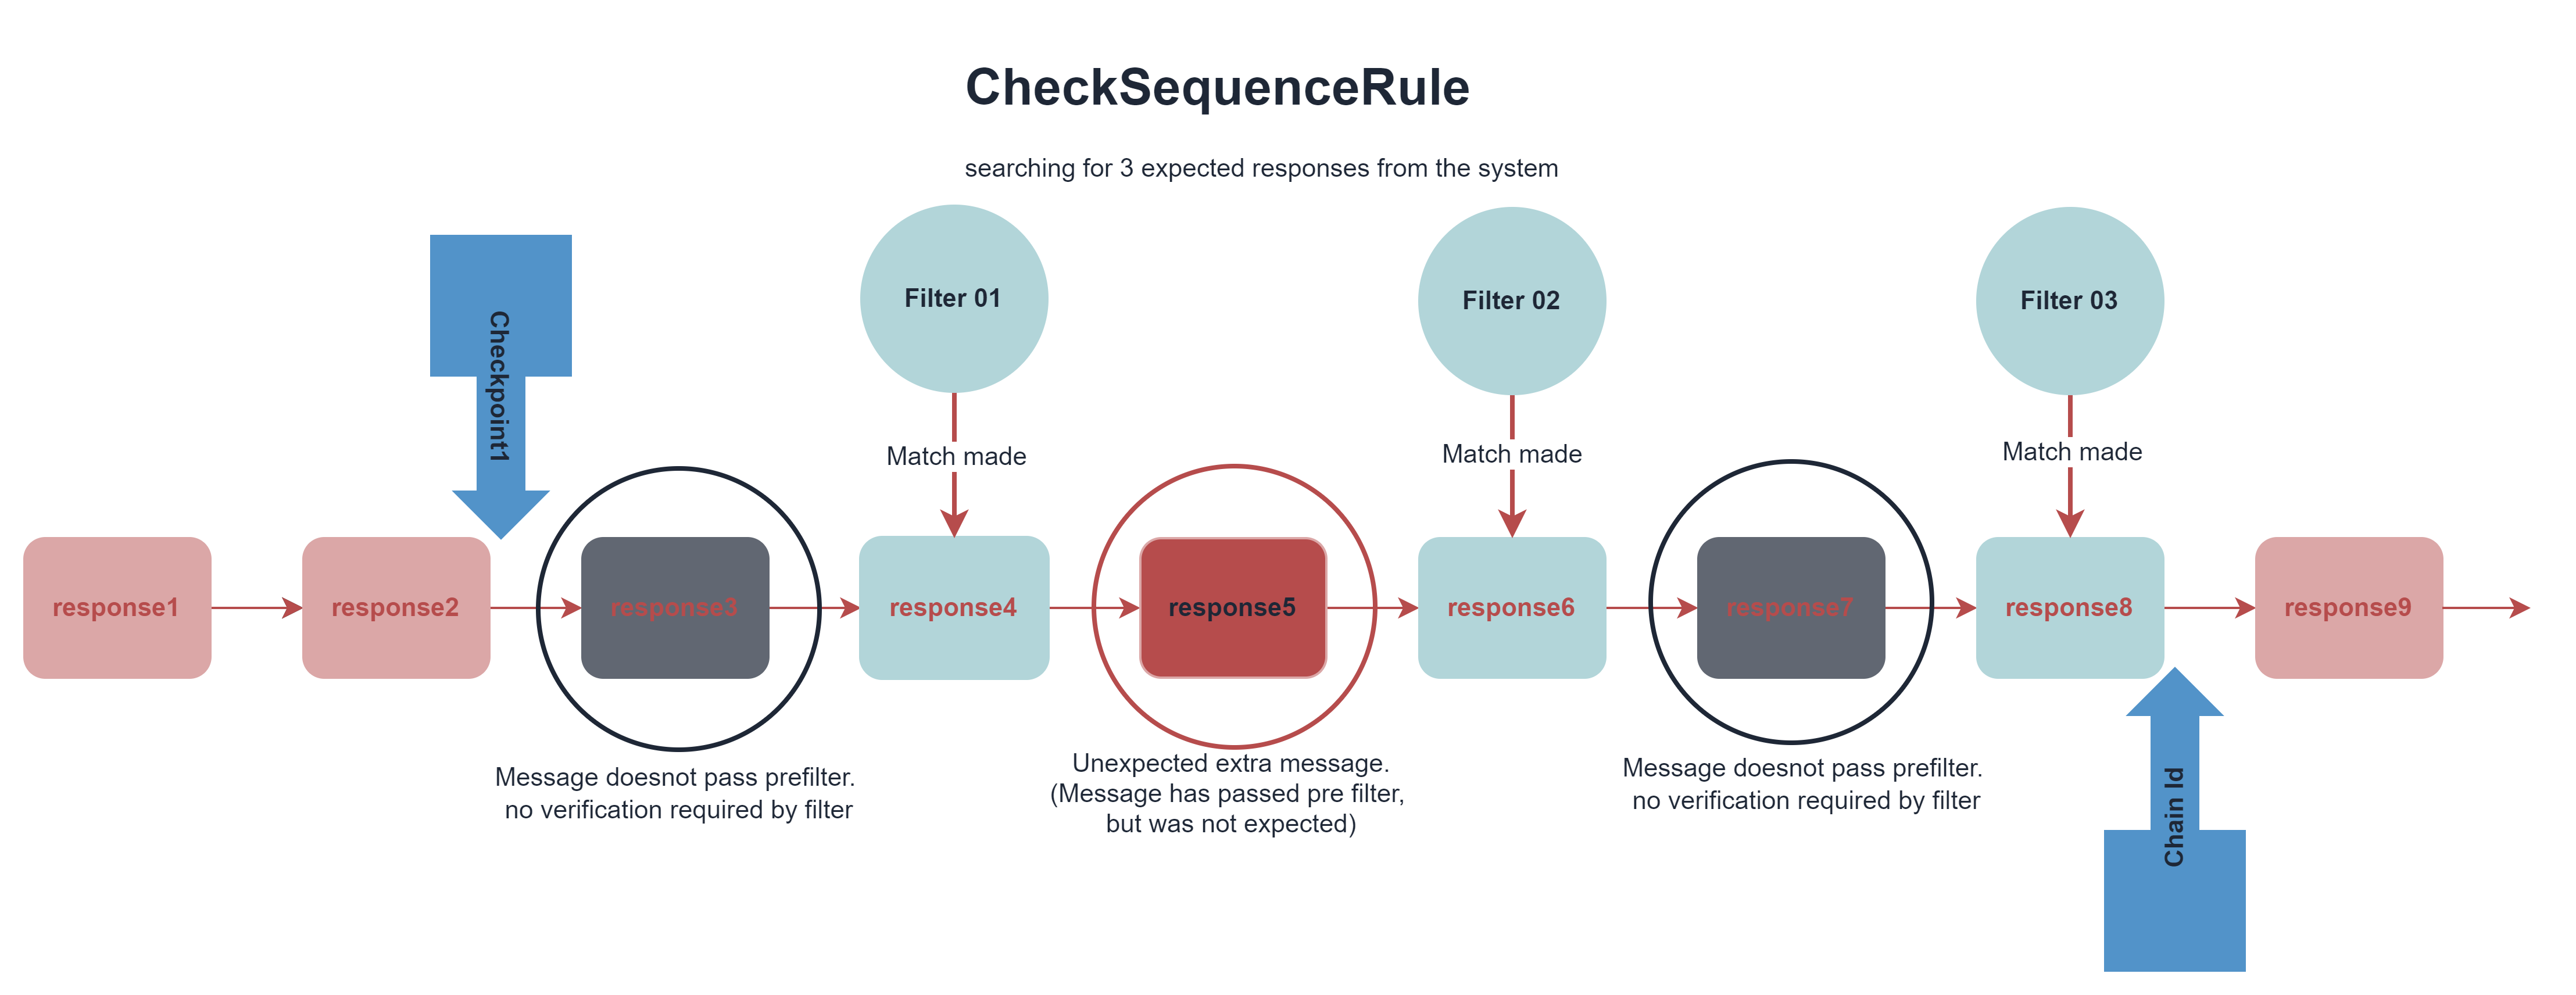 CheckSequenceRule
searching for 3 expected responses from the system
Checkpoint1
Filter 01
Filter 02
Filter 03
Match made
Match made
Match made
response1
response2
response3
response4
response5
response6
response7
response8
response9
Message doesnot pass prefilter.
no verification required by filter
Unexpected extra message.
(Message has passed pre filter,
but was not expected)
Message doesnot pass prefilter.
no verification required by filter
Chain Id